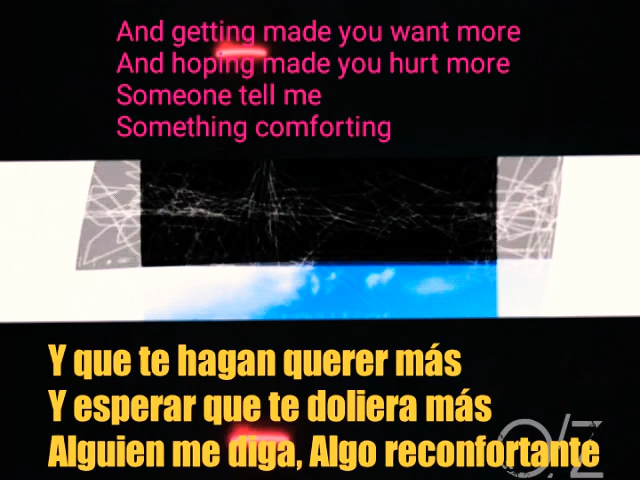 And getting made you want more
And hoping made you hurt more
Someone tell me
Something comforting
Y que te hagan querer más
Y esperar que te doliera más
Alguien me diga, Algo reconfortante
O/Z